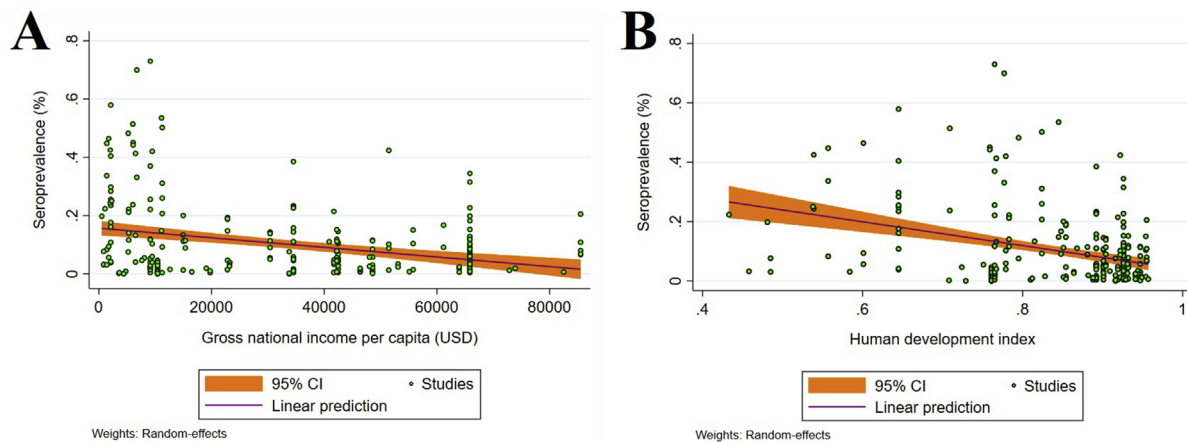 A
Seroprevalence (%)
.8
.6
.4
.2
0
0 20000 40000 60000 80000
Gross national income per capita (USD)
95% CI Studies
Linear prediction
Weights: Random-effects
B
Seroprevalence (%)
.8
.6
.4
.2
0
.4 .6 .8 1
Human development index
95% CI Studies
Linear prediction
Weights: Random-effects